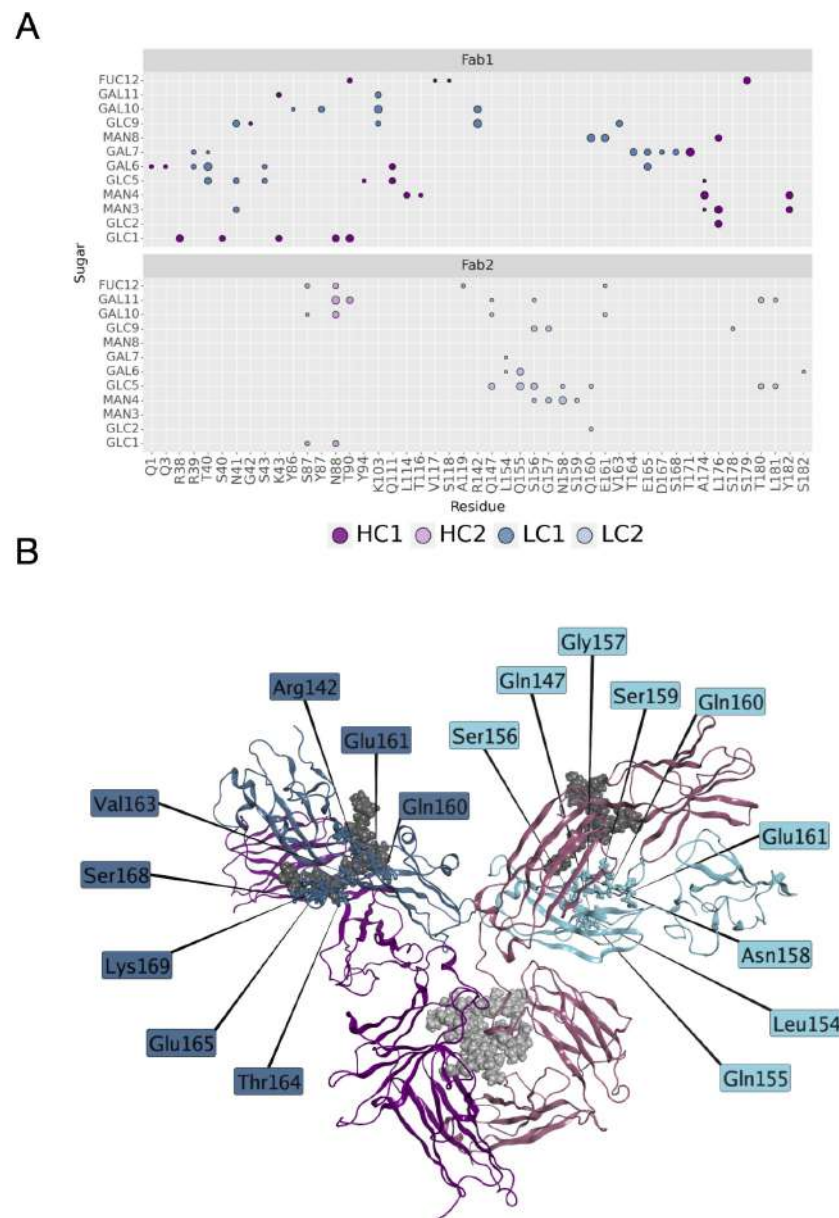 A
Fab1
FUC12
GAL11
GAL10
GLC9
MAN8
GAL7
GAL6
GLC5
MAN4
MAN3
GLC2
GLC1
Sugar
Fab2
FUC12
GAL11
GAL10
GLC9
MAN8
GAL7
GAL6
GLC5
MAN4
MAN3
GLC2
GLC1
Q1 Q3 R38 R39 T40 S40 N41 G42 S43 K43 Y86 Y87 S87 N88 T90 Y94 K103 Q111 L114 T116 V117 S118 A119 R142 Q147 L154 Q155 S156 G157 N158 S159 Q160 E161 V163 T164 E165 D167 S168 T171 A174 L176 S178 S179 T180 L181 Y182 S182
Residue
HC1 HC2 LC1 LC2
B
Gly157
Arg142
Gln147
Ser159
Glu161
Gln160
Ser156
Val163
Gln160
Glu161
Ser168
Lys169
Asn158
Glu165
Leu154
Thr164
Gln155